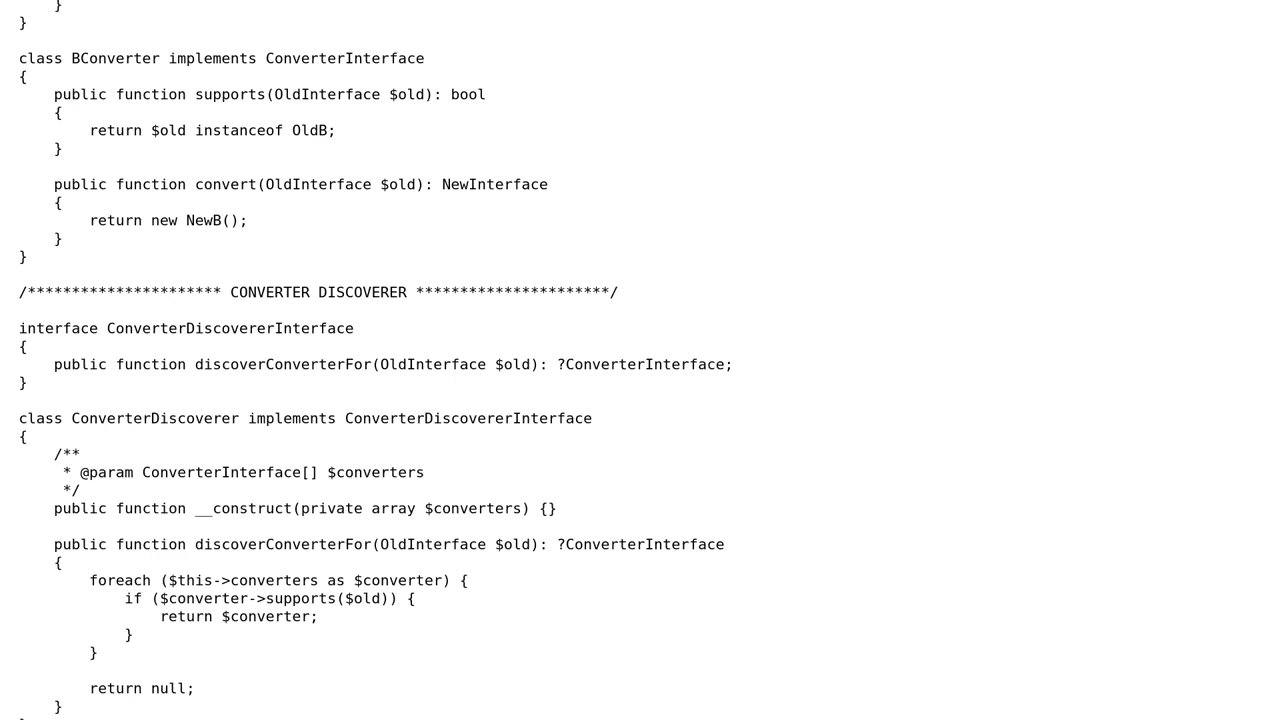 }
}

class BConverter implements ConverterInterface
{
    public function supports(OldInterface $old): bool
    {
        return $old instanceof OldB;
    }

    public function convert(OldInterface $old): NewInterface
    {
        return new NewB();
    }
}

/********************** CONVERTER DISCOVERER **********************/

interface ConverterDiscovererInterface
{
    public function discoverConverterFor(OldInterface $old): ?ConverterInterface;
}

class ConverterDiscoverer implements ConverterDiscovererInterface
{
    /**
     * @param ConverterInterface[] $converters
     */
    public function __construct(private array $converters) {}

    public function discoverConverterFor(OldInterface $old): ?ConverterInterface
    {
        foreach ($this->converters as $converter) {
            if ($converter->supports($old)) {
                return $converter;
            }
        }

        return null;
    }